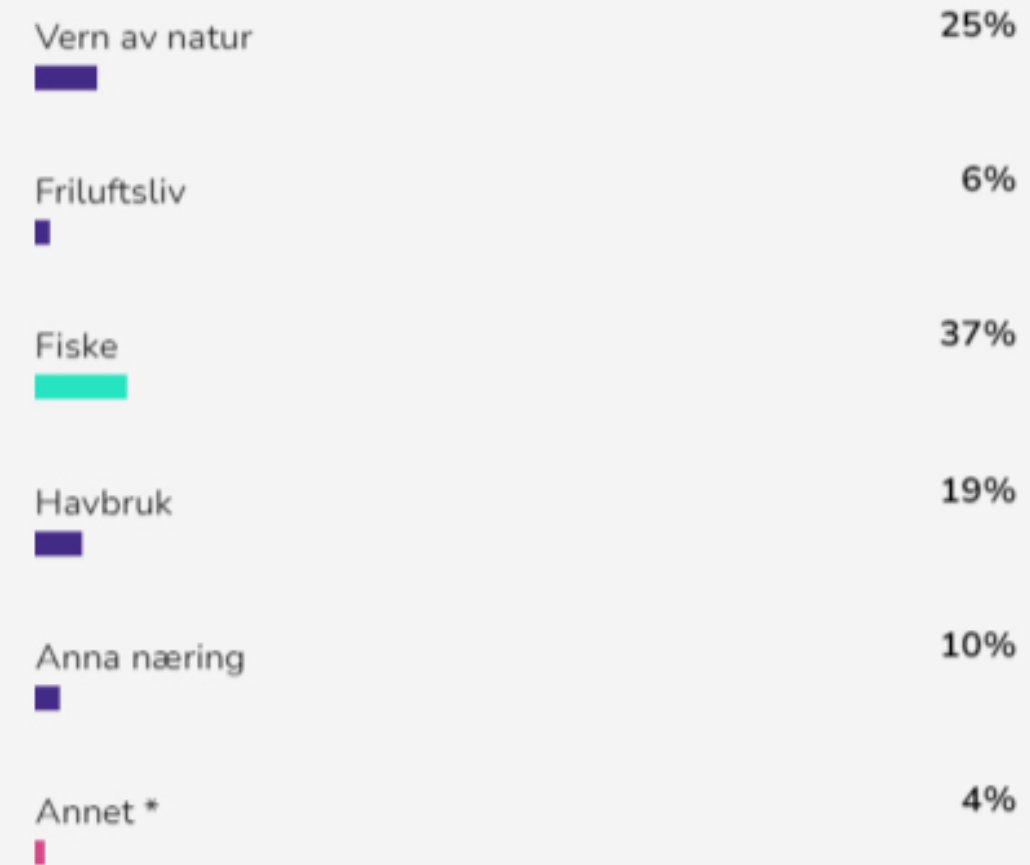 Vern av natur 25%
Friluftsliv 6%
Fiske 37%
Havbruk 19%
Anna næring 10%
Annet * 4%